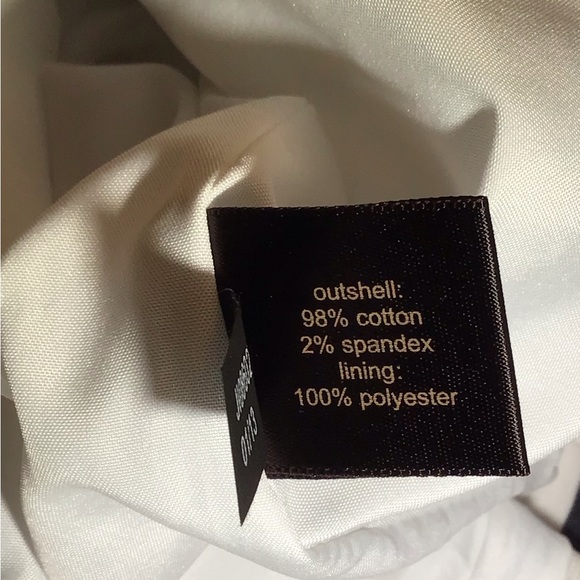 outshell:
98% cotton
2% spandex
lining:
100% polyester